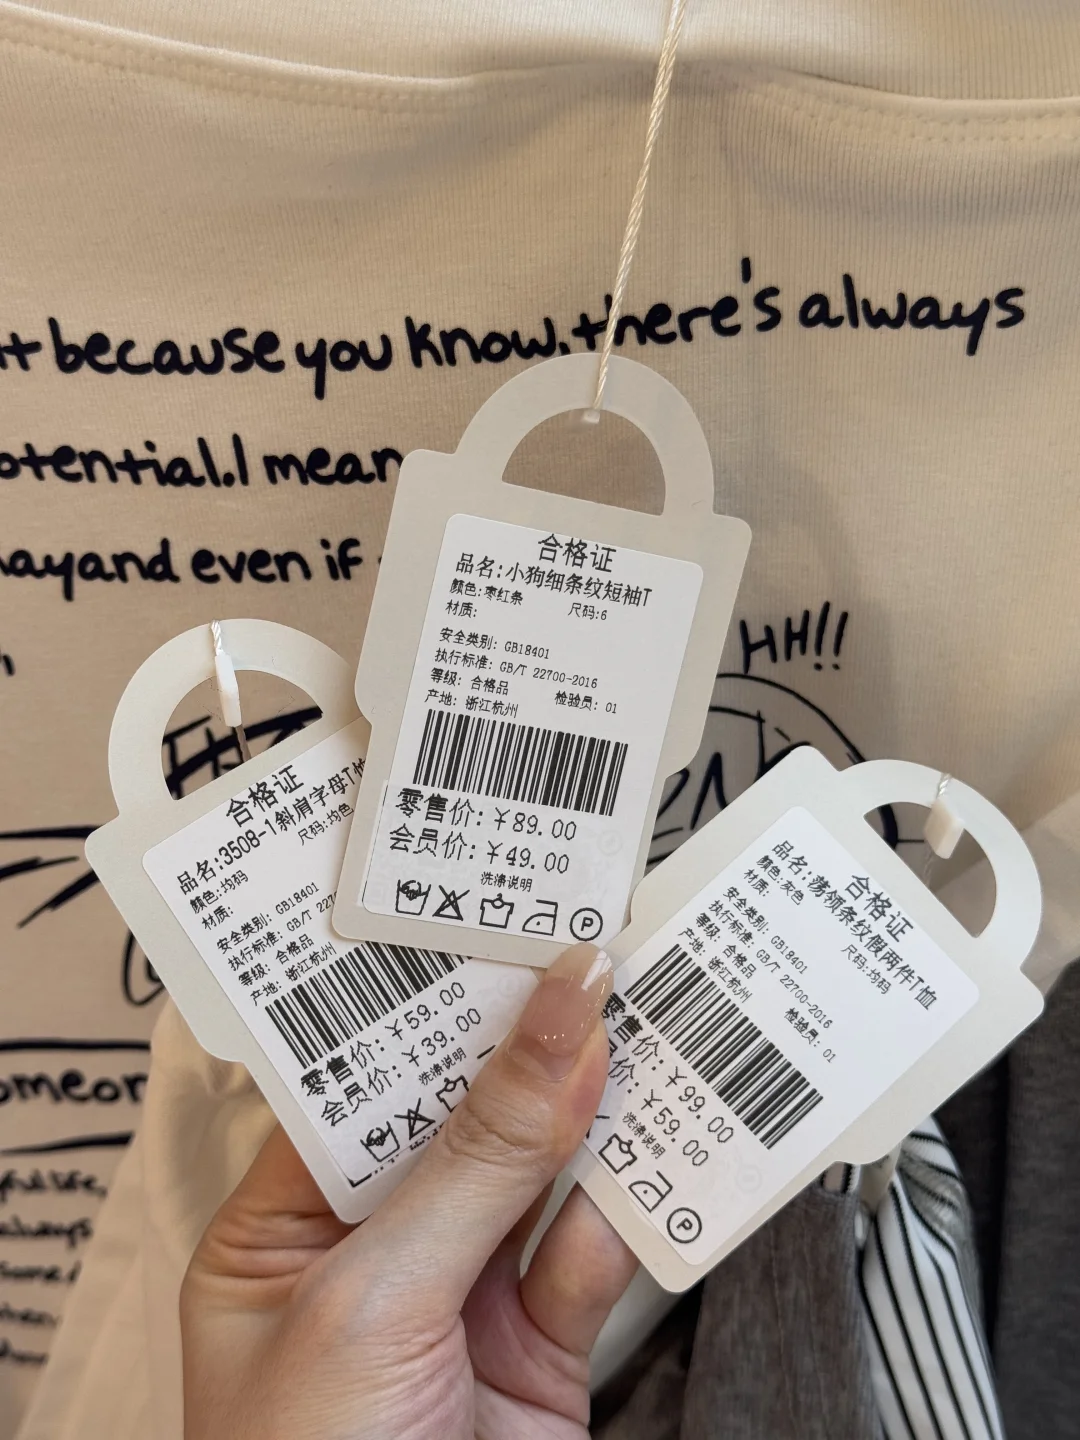 t because you know, there's always
otential. I mean
ayand even if
HH!!
合格证
品名:小狗细条纹短袖T
颜色:枣红条 尺码:6
材质:
安全类别: GB18401
执行标准: GB/T 22700-2016
等级: 合格品 检验员: 01
产地: 浙江杭州
零售价: ¥89.00
会员价: ¥49.00
洗涤说明
P
合格证
品名:3508-1斜肩字母T恤
颜色:均码 尺码:均色
材质:
安全类别: GB18401
执行标准: GB/T 227
等级: 合格品
产地: 浙江杭州
零售价: ¥59.00
会员价: ¥39.00
洗涤说明
合格证
品名:荡领条纹假两件T恤
颜色:灰色 尺码:均码
材质:
安全类别: GB18401
执行标准: GB/T 22700-2016
等级: 合格品 检验员: 01
产地: 浙江杭州
零售价: ¥99.00
价: ¥59.00
洗涤说明
P
omeor
always
some